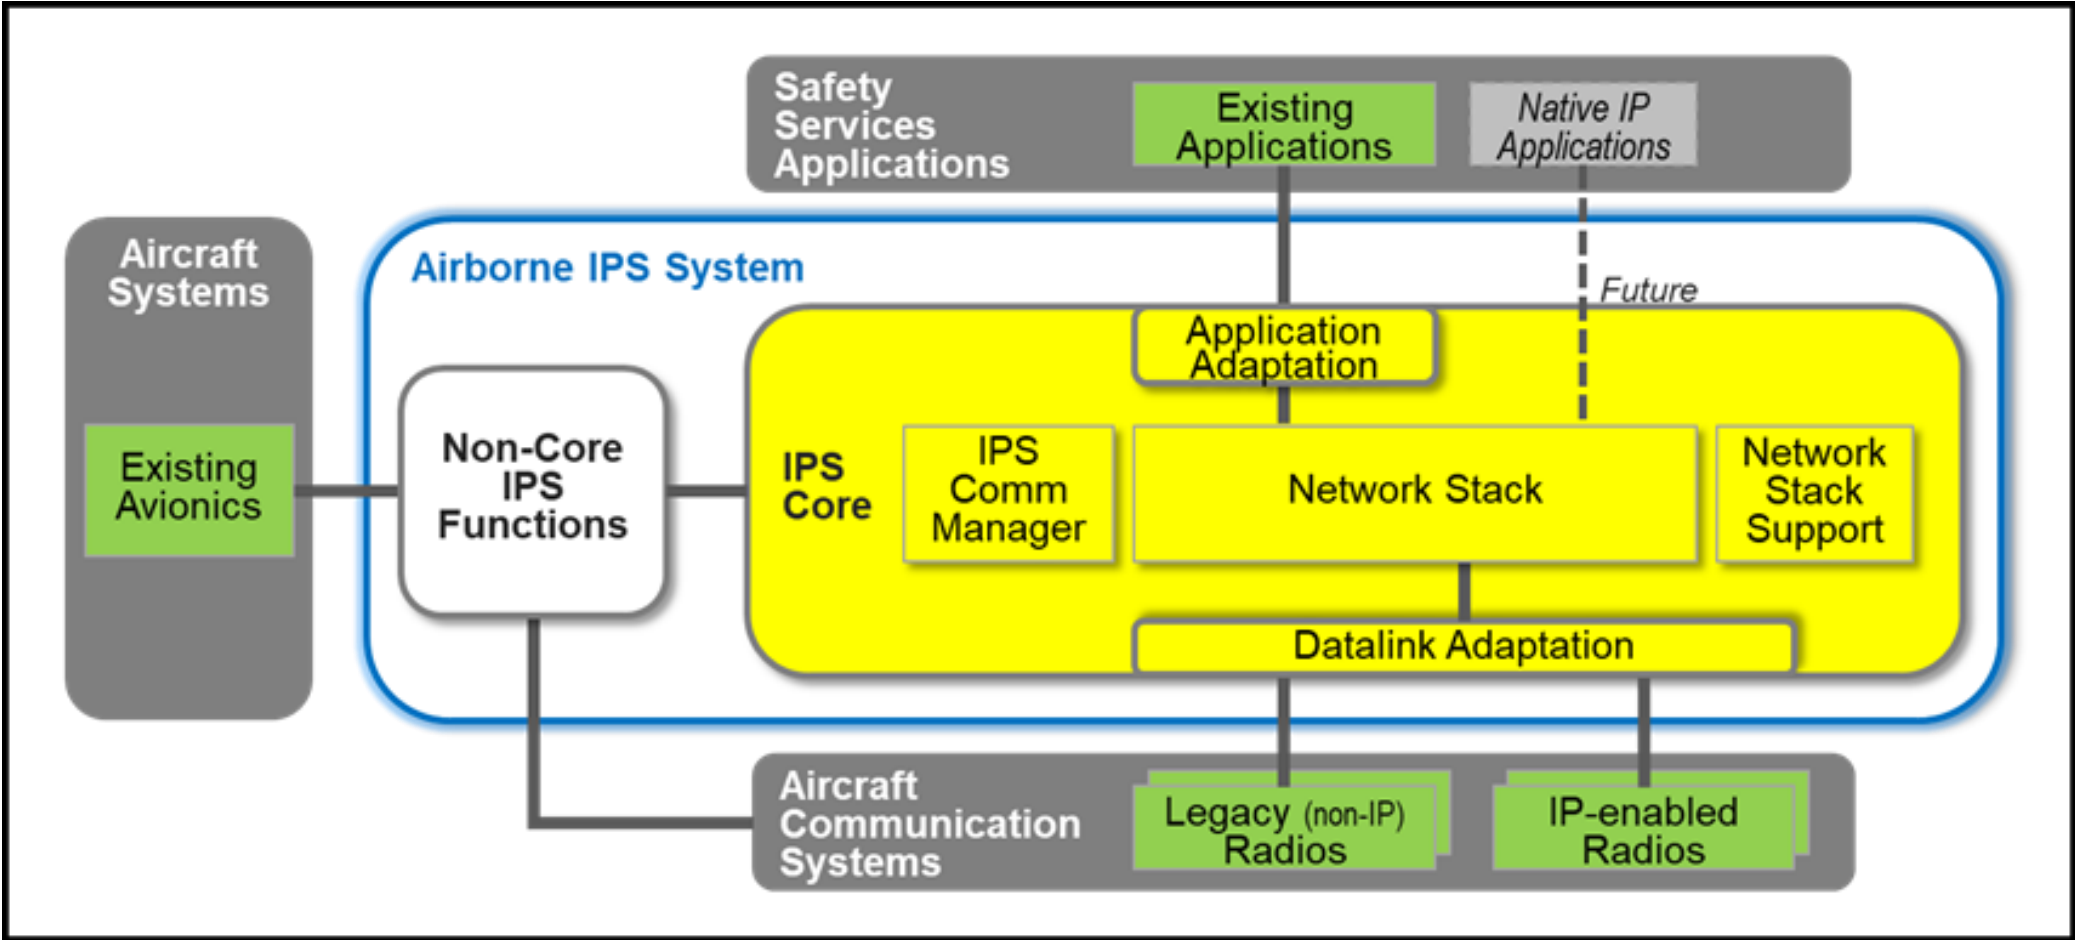 Safety
Services
Applications
Existing
Applications
Native IP
Applications
Aircraft
Systems
Airborne IPS System
Future
Application
Adaptation
Existing
Avionics
Non-Core
IPS
Functions
IPS
Core
IPS
Comm
Manager
Network Stack
Network
Stack
Support
Datalink Adaptation
Aircraft
Communication
Systems
Legacy (non-IP)
Radios
IP-enabled
Radios